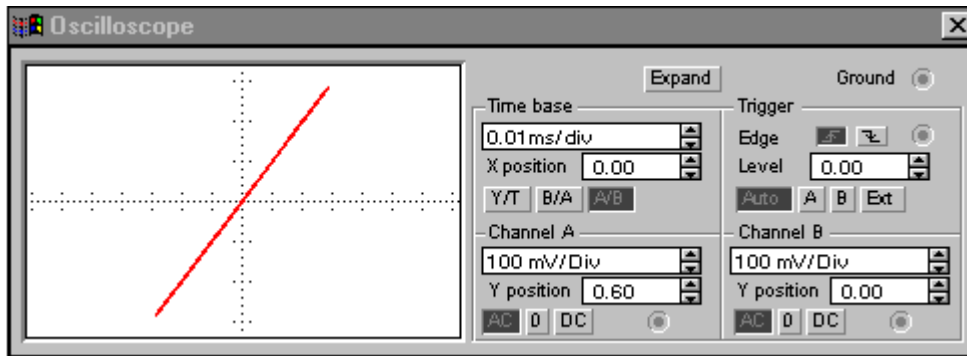 Oscilloscope
Expand
Ground
Time base
0.01ms/div
X position 0.00
Y/T B/A A/B
Trigger
Edge
Level 0.00
Auto A B Ext
Channel A
100 mV/Div
Y position 0.60
AC 0 DC
Channel B
100 mV/Div
Y position 0.00
AC 0 DC